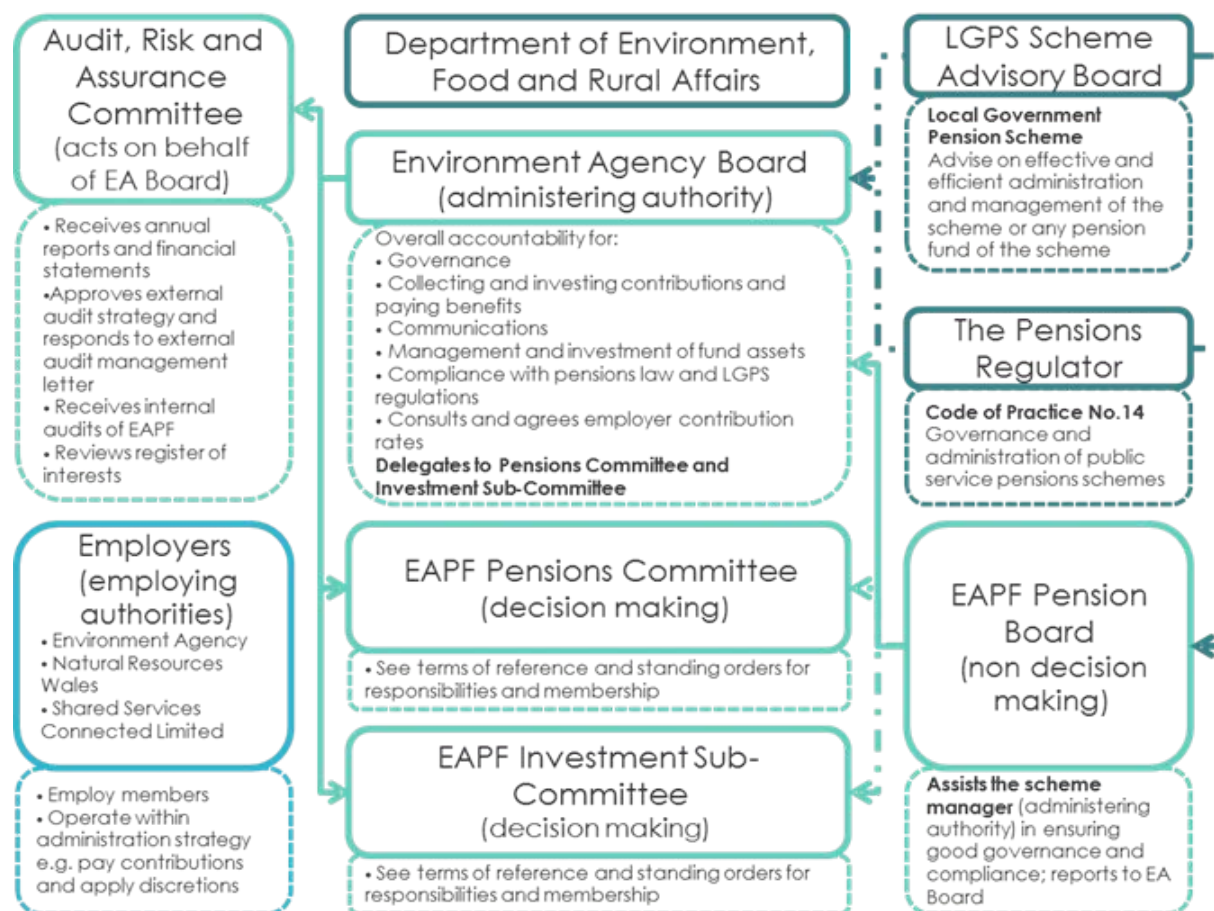 Audit, Risk and
Assurance
Committee
(acts on behalf
of EA Board)
• Receives annual
reports and financial
statements
•Approves external
audit strategy and
responds to external
audit management
letter
• Receives internal
audits of EAPF
• Reviews register of
interests
Employers
(employing
authorities)
• Environment Agency
• Natural Resources
Wales
• Shared Services
Connected Limited
• Employ members
• Operate within
administration strategy
e.g. pay contributions
and apply discretions
Department of Environment,
Food and Rural Affairs
Environment Agency Board
(administering authority)
Overall accountability for:
• Governance
• Collecting and investing contributions and
paying benefits
• Communications
• Management and investment of fund assets
• Compliance with pensions law and LGPS
regulations
• Consults and agrees employer contribution
rates
Delegates to Pensions Committee and
Investment Sub-Committee
EAPF Pensions Committee
(decision making)
• See terms of reference and standing orders for
responsibilities and membership
EAPF Investment Sub-
Committee
(decision making)
• See terms of reference and standing orders for
responsibilities and membership
LGPS Scheme
Advisory Board
Local Government
Pension Scheme
Advise on effective and
efficient administration
and management of the
scheme or any pension
fund of the scheme
The Pensions
Regulator
Code of Practice No.14
Governance and
administration of public
service pensions schemes
EAPF Pension
Board
(non decision
making)
Assists the scheme
manager (administering
authority) in ensuring
good governance and
compliance; reports to EA
Board